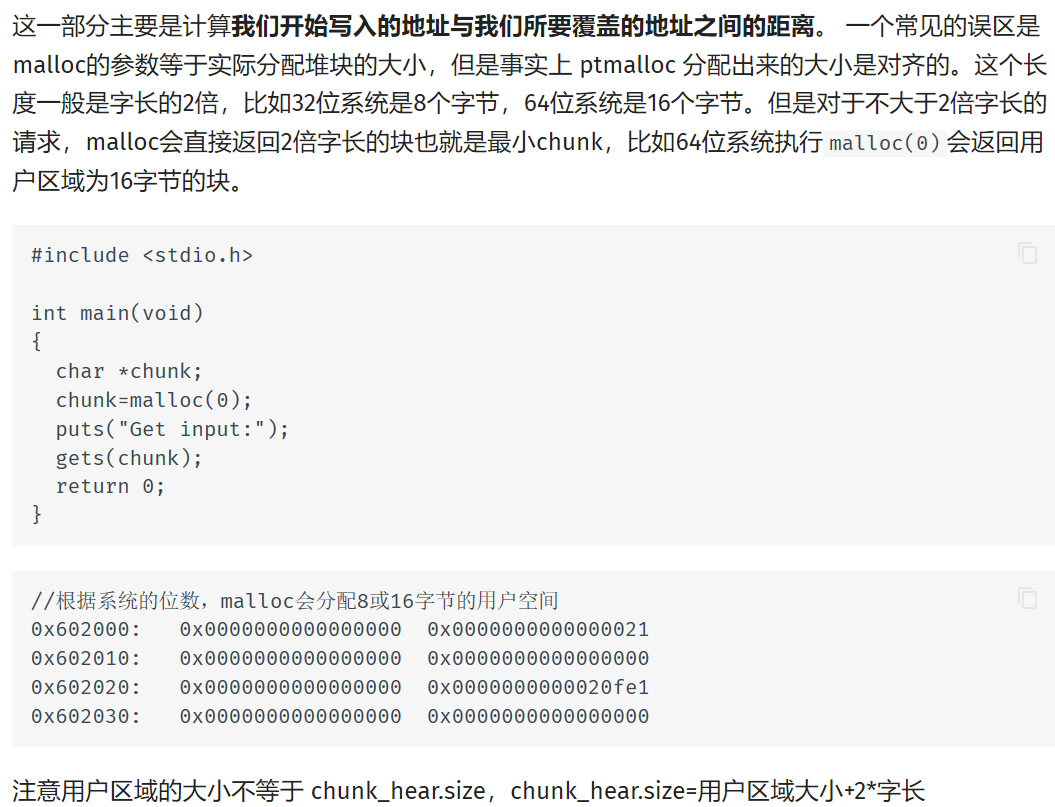 这一部分主要是计算我们开始写入的地址与我们所要覆盖的地址之间的距离。 一个常见的误区是
malloc的参数等于实际分配堆块的大小，但是事实上 ptmalloc 分配出来的大小是对齐的。这个长
度一般是字长的2倍，比如32位系统是8个字节，64位系统是16个字节。但是对于不大于2倍字长的
请求，malloc会直接返回2倍字长的块也就是最小chunk，比如64位系统执行malloc(0)会返回用
户区域为16字节的块。
#include <stdio.h>
int main(void)
{
  char *chunk;
  chunk=malloc(0);
  puts("Get input:");
  gets(chunk);
  return 0;
}
//根据系统的位数，malloc会分配8或16字节的用户空间
0x602000:   0x0000000000000000  0x0000000000000021
0x602010:   0x0000000000000000  0x0000000000000000
0x602020:   0x0000000000000000  0x0000000000020fe1
0x602030:   0x0000000000000000  0x0000000000000000
注意用户区域的大小不等于 chunk_hear.size，chunk_hear.size=用户区域大小+2*字长